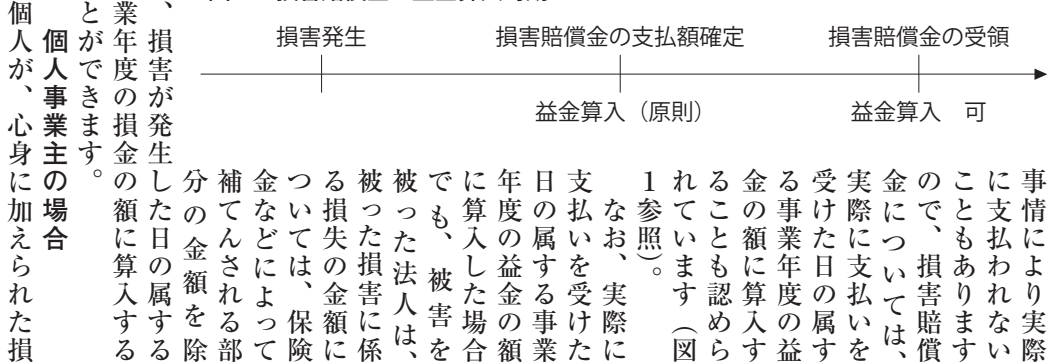 損害発生
損害賠償金の支払額確定
損害賠償金の受領
益金算入（原則）
益金算入　可
事情により実際
に支払われない
こともあります
ので、損害賠償
金については、
実際に支払いを
受けた日の属す
る事業年度の益
金の額に算入す
ることも認めら
れています（図
1参照）。
なお、実際に
支払いを受けた
日の属する事業
年度の益金の額
に算入した場合
でも、被害を
被った法人は、
被った損害に係
る損失の金額に
ついては、保険
金などによって
補てんされる部
分の金額を除
、損害が発生した日の属する
業年度の損金の額に算入する
とができます。
個人事業主の場合
個人が、心身に加えられた損